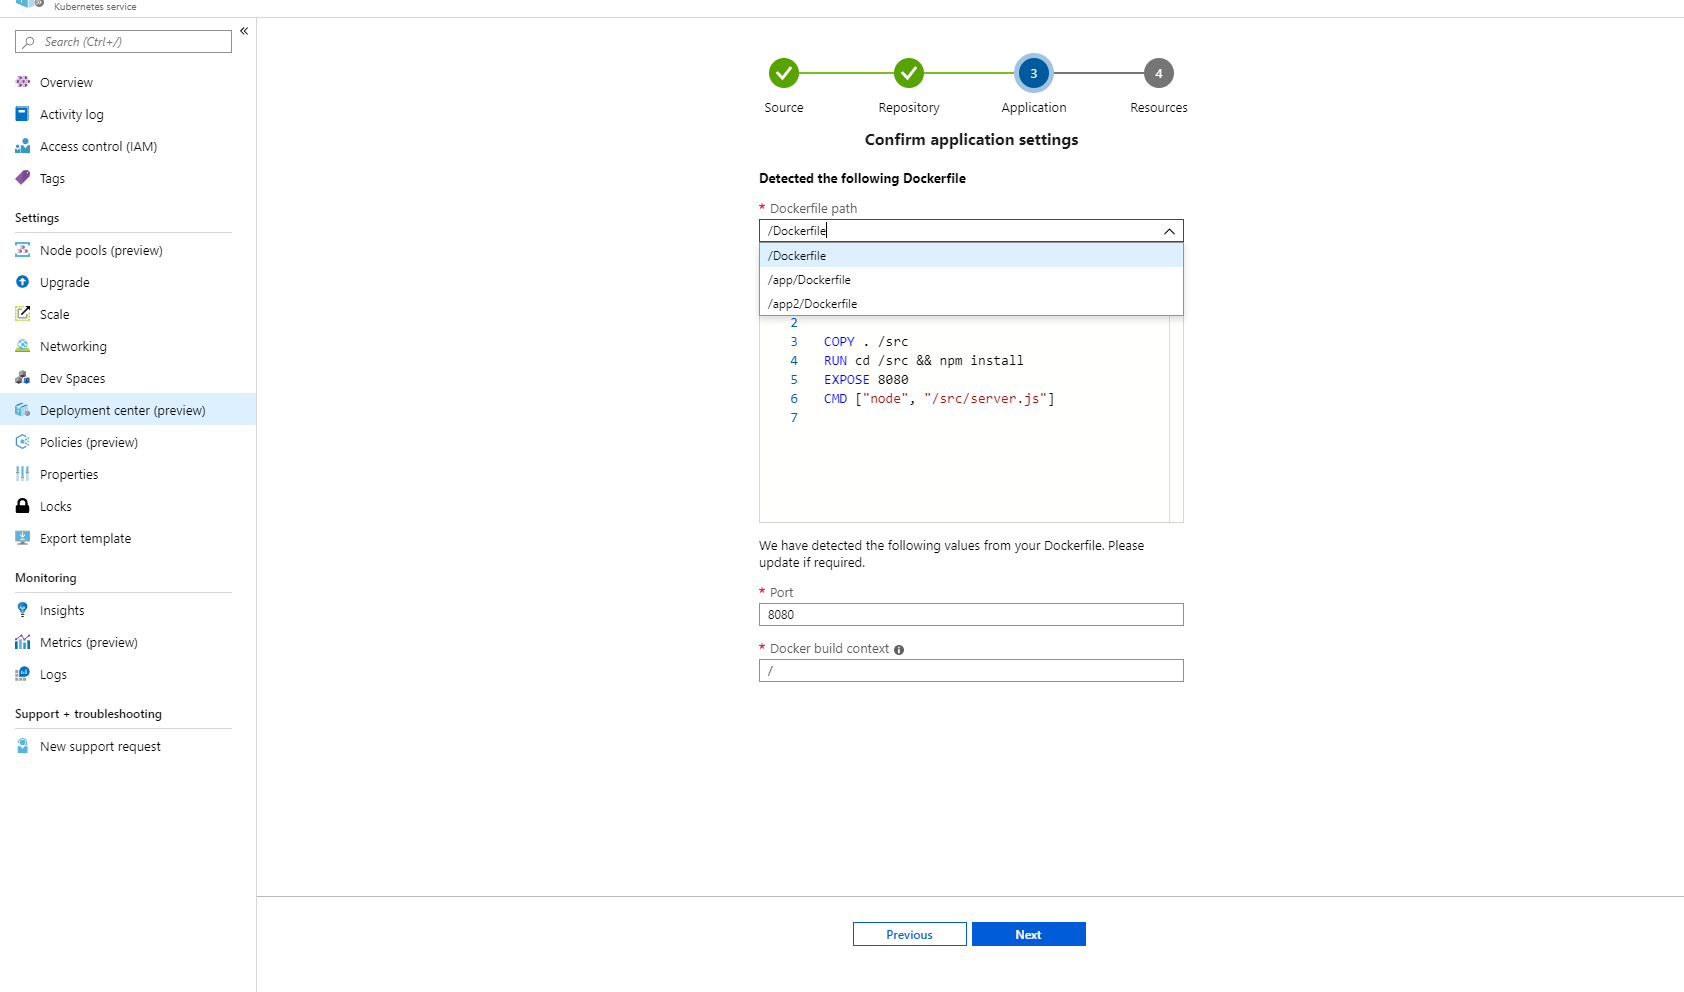 Kubernetes service
Search (Ctrl+/)
«
Overview
Activity log
Access control (IAM)
Tags
Settings
Node pools (preview)
Upgrade
Scale
Networking
Dev Spaces
Deployment center (preview)
Policies (preview)
Properties
Locks
Export template
Monitoring
Insights
Metrics (preview)
Logs
Support + troubleshooting
New support request
3
4
Source
Repository
Application
Resources
Confirm application settings
Detected the following Dockerfile
* Dockerfile path
/Dockerfile
/Dockerfile
/app/Dockerfile
/app2/Dockerfile
2
3 COPY . /src
4 RUN cd /src && npm install
5 EXPOSE 8080
6 CMD ["node", "/src/server.js"]
7
We have detected the following values from your Dockerfile. Please
update if required.
* Port
8080
* Docker build context
/
Previous
Next